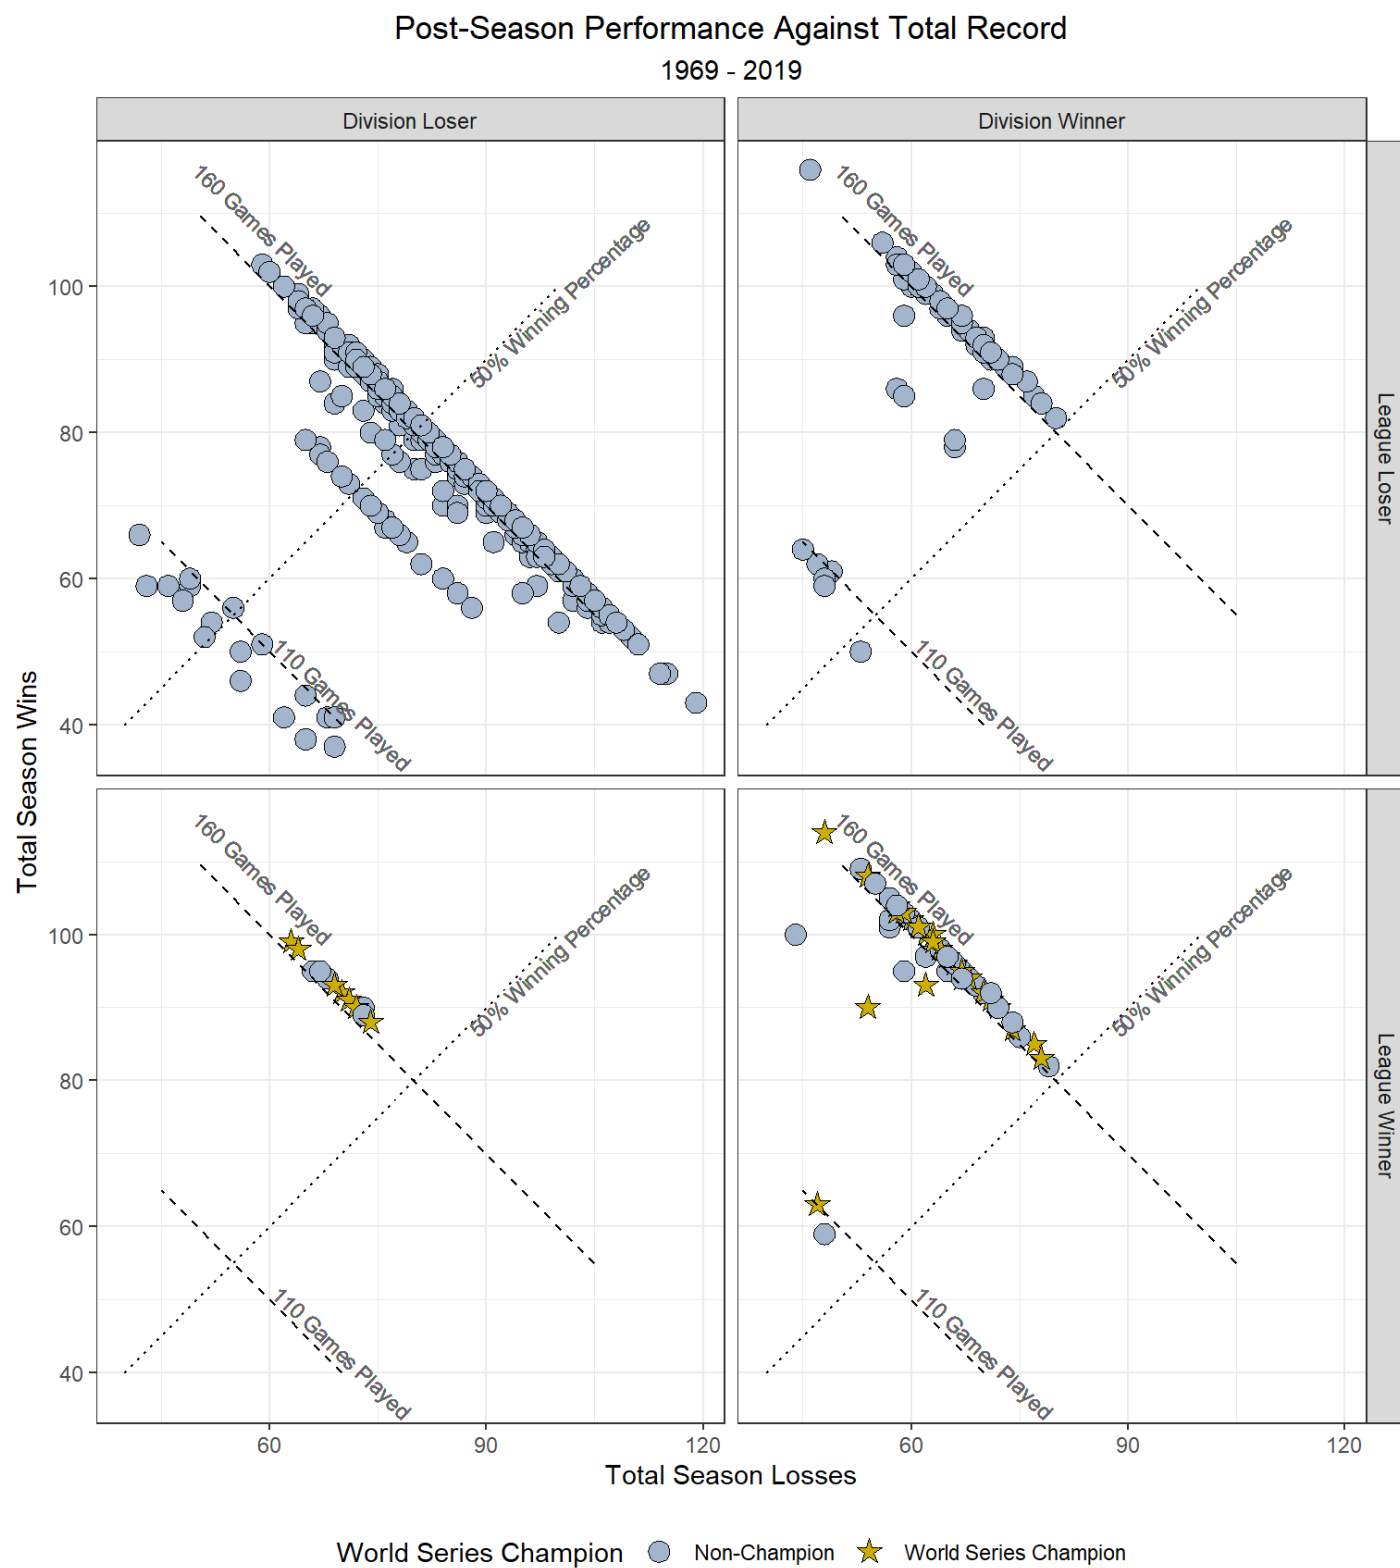 Post-Season Performance Against Total Record
1969 - 2019
Division Loser
Division Winner
160 Games Played
50% Winning Percentage
110 Games Played
160 Games Played
50% Winning Percentage
110 Games Played
League Loser
100
80
60
40
Total Season Wins
160 Games Played
50% Winning Percentage
110 Games Played
160 Games Played
50% Winning Percentage
110 Games Played
League Winner
100
80
60
40
60
90
120
60
90
120
Total Season Losses
World Series Champion
Non-Champion
World Series Champion